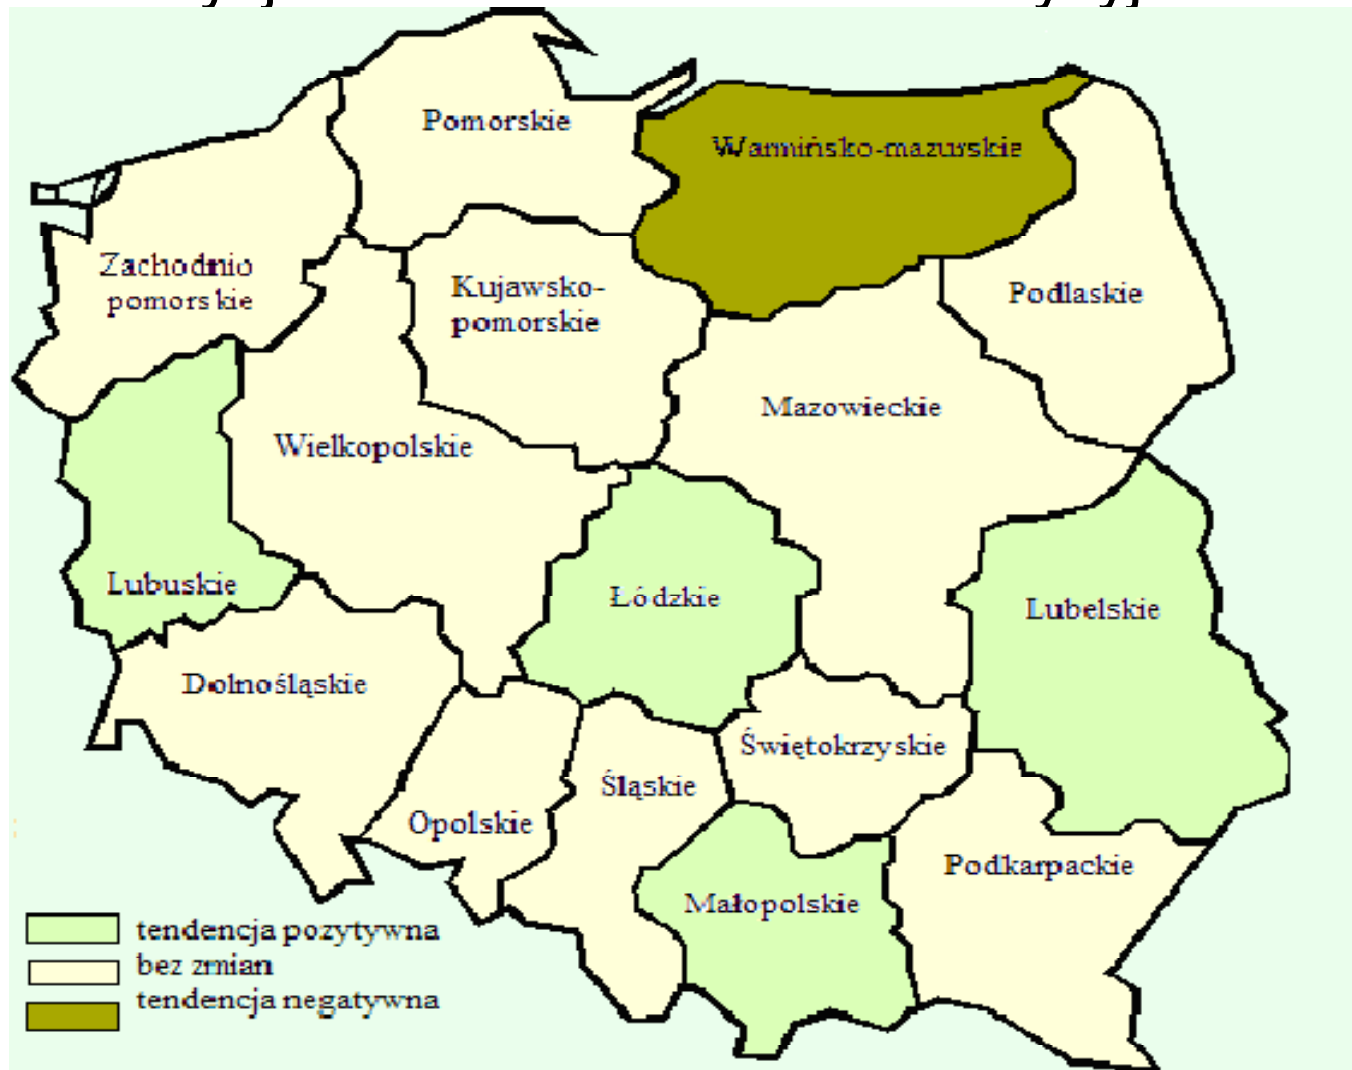 Pomorskie
Warmińsko-mazurskie
Zachodnio
pomorskie
Kujawsko-
pomorskie
Podlaskie
Mazowieckie
Wielkopolskie
Lubuskie
Łódzkie
Lubelskie
Dolnośląskie
Świętokrzyskie
Śląskie
Opolskie
Podkarpackie
Małopolskie
tendencja pozytywna
bez zmian
tendencja negatywna